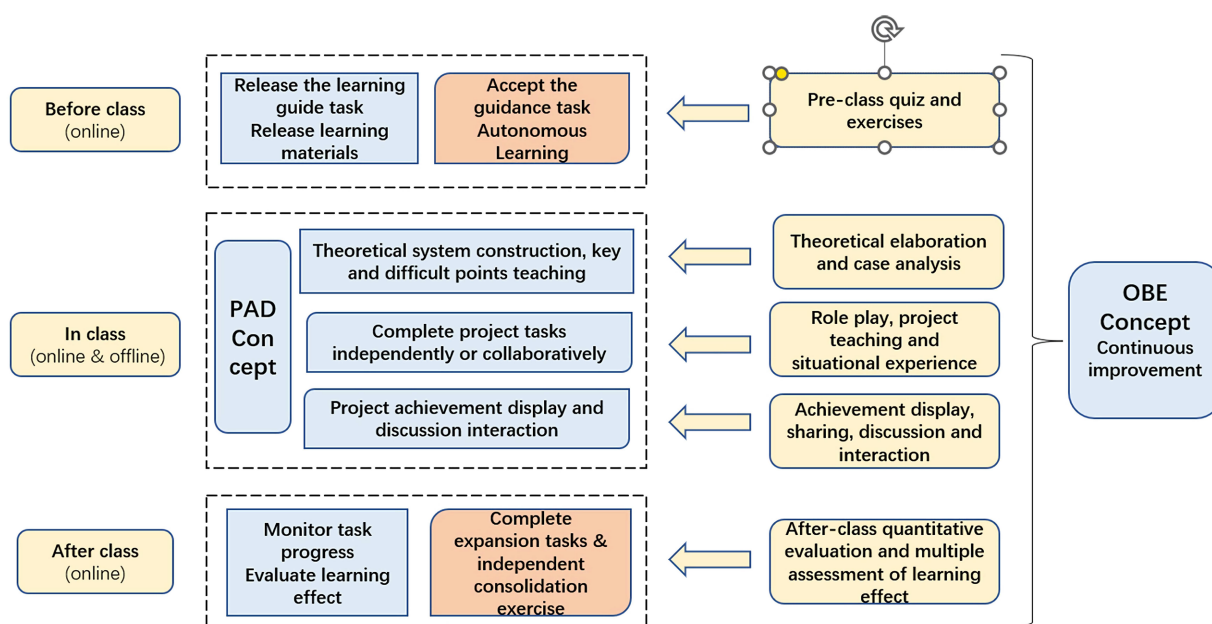 Before class
(online)
Release the learning
guide task
Release learning
materials
Accept the
guidance task
Autonomous
Learning
Pre-class quiz and
exercises
In class
(online & offline)
PAD
Con
cept
Theoretical system construction, key
and difficult points teaching
Complete project tasks
independently or collaboratively
Project achievement display and
discussion interaction
Theoretical elaboration
and case analysis
Role play, project
teaching and
situational experience
Achievement display,
sharing, discussion and
interaction
OBE
Concept
Continuous
improvement
After class
(online)
Monitor task
progress
Evaluate learning
effect
Complete
expansion tasks &
independent
consolidation
exercise
After-class quantitative
evaluation and multiple
assessment of learning
effect